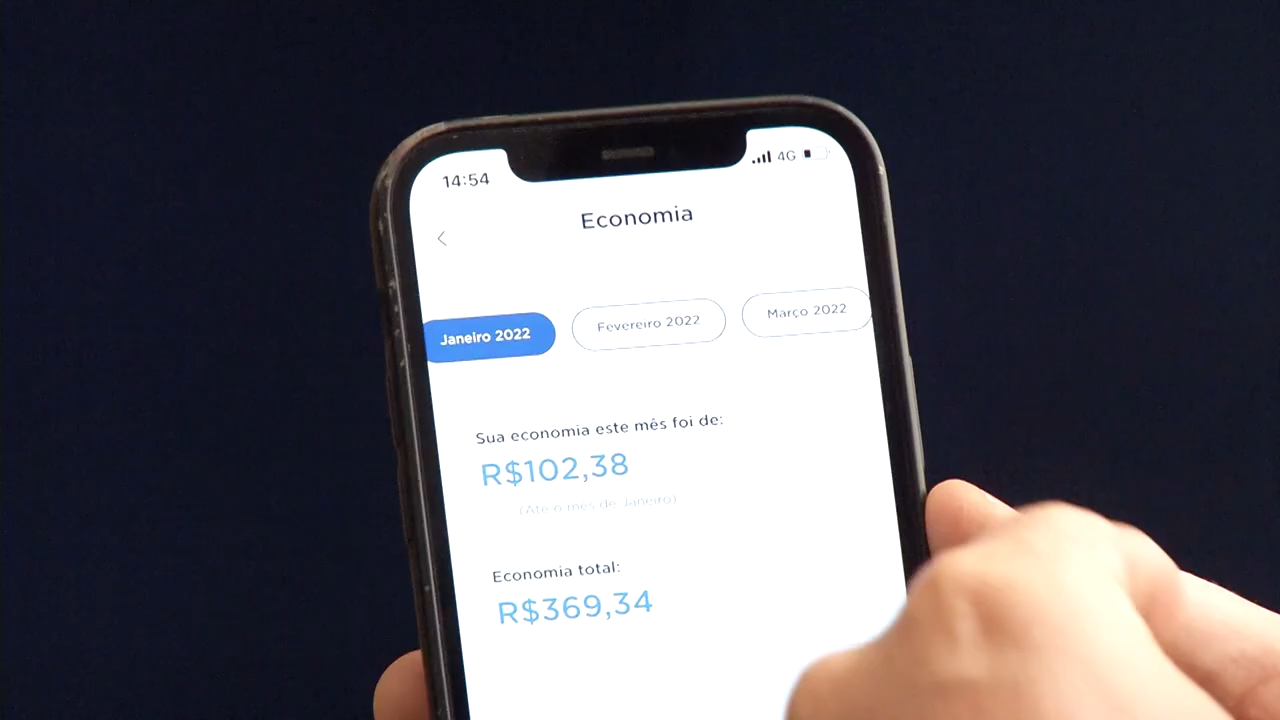 14:54
4G
Economia
Janeiro 2022
Fevereiro 2022
Março 2022
Sua economia este mês foi de:
R$102,38
(Até o mês de Janeiro)
Economia total:
R$369,34